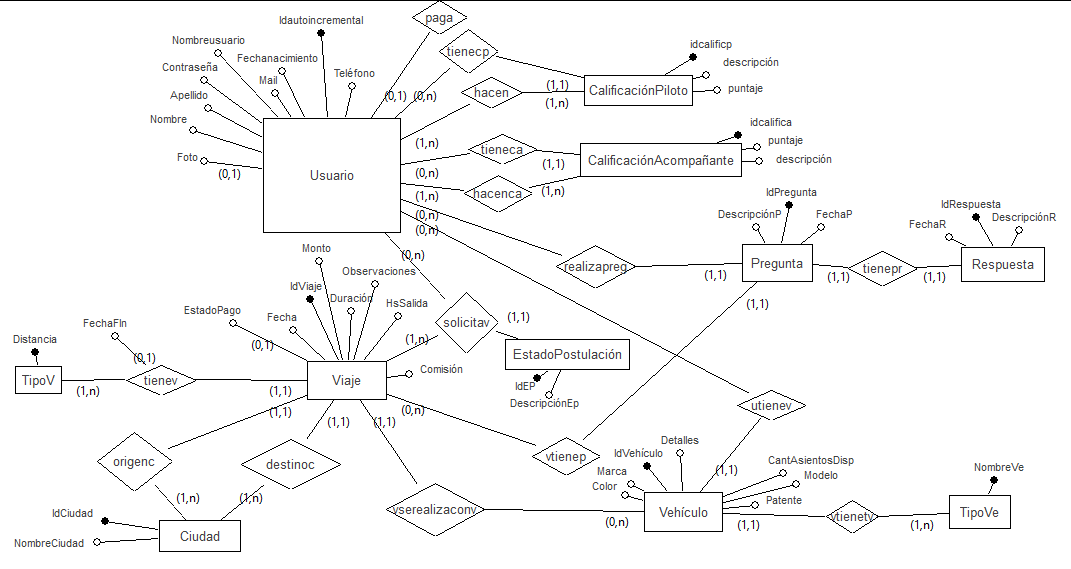 paga
Idautoincremental
Nombreusuario
tienecp
idcalificp
Fechanacimiento
descripción
Contraseña
Teléfono
Mail
(1,1)
hacen
CalificaciónPiloto
puntaje
Apellido
(0,1)
(0,n)
(1,n)
Nombre
idcalifica
puntaje
(1,n)
tieneca
Foto
(1,1)
CalificaciónAcompañante
descripción
(0,1)
Usuario
(0,n)
IdPregunta
(1,n)
hacenca
(1,n)
IdRespuesta
(0,n)
DescripciónP
FechaP
DescripciónR
FechaR
(0,n)
Monto
(0,n)
realizapreg
Pregunta
Respuesta
Observaciones
(1,1)
(1,1)
tienepr
(1,1)
IdViaje
Duración
EstadoPago
HsSalida
(1,1)
Fecha
solicitav
(1,1)
FechaFIn
Distancia
(0,1)
(1,n)
EstadoPostulación
(0,1)
Comisión
TipoV
tienev
Viaje
IdEP
(1,n)
(1,1)
DescripciónEp
(1,1)
(0,n)
utienev
(1,1)
(1,1)
Detalles
IdVehículo
vtienep
origenc
destinoc
CantAsientosDisp
Marca
(1,1)
NombreVe
Modelo
Color
(1,n)
(1,n)
Patente
IdCiudad
vserealizaconv
Vehículo
vtienetv
TipoVe
(0,n)
(1,1)
(1,n)
NombreCiudad
Ciudad